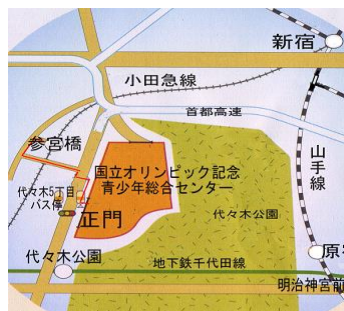 新宿
小田急線
首都高速
参宮橋
山手線
国立オリンピック記念
青少年総合センター
代々木5丁目
バス停
正門
代々木公園
代々木公園
原宿
地下鉄千代田線
明治神宮前